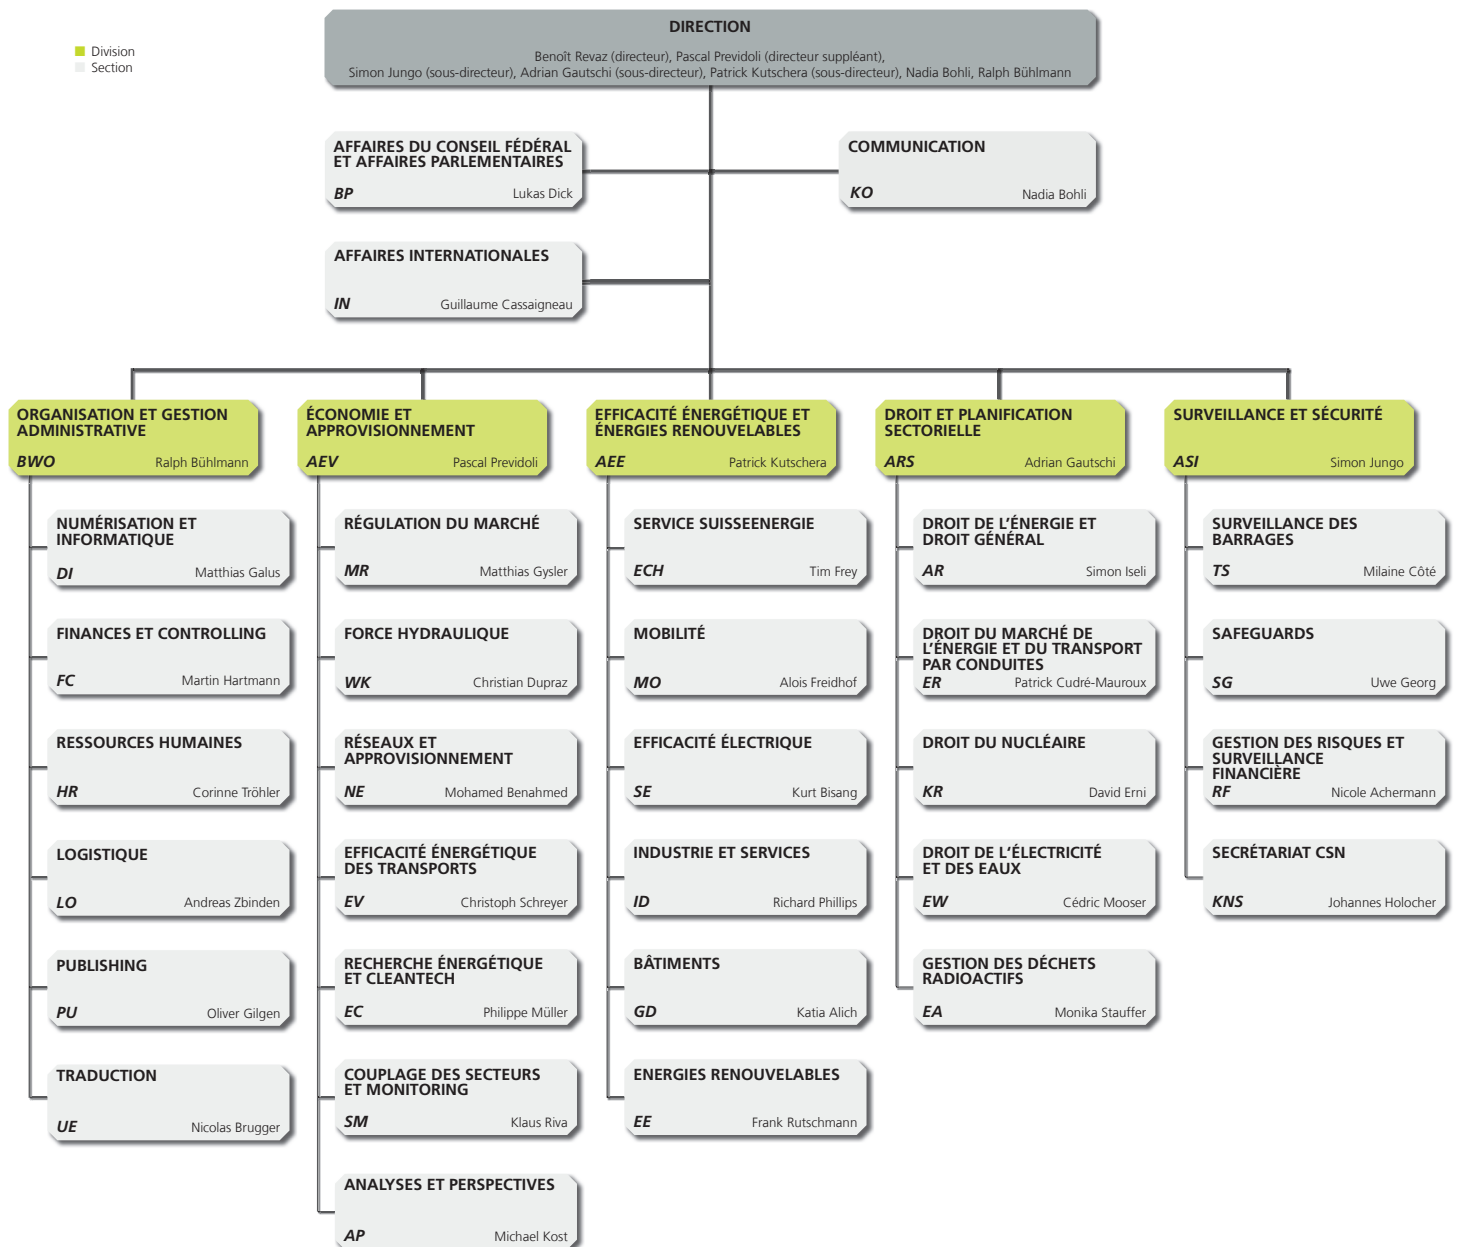 DIRECTION
Benoît Revaz (directeur), Pascal Previdoli (directeur suppléant),
Simon Jungo (sous-directeur), Adrian Gautschi (sous-directeur), Patrick Kutschera (sous-directeur), Nadia Bohli, Ralph Bühlmann
Division
Section
AFFAIRES DU CONSEIL FÉDÉRAL
ET AFFAIRES PARLEMENTAIRES
BP Lukas Dick
COMMUNICATION
KO Nadia Bohli
AFFAIRES INTERNATIONALES
IN Guillaume Cassaigneau
ORGANISATION ET GESTION
ADMINISTRATIVE
BWO Ralph Bühlmann
NUMÉRISATION ET
INFORMATIQUE
DI Matthias Galus
FINANCES ET CONTROLLING
FC Martin Hartmann
RESSOURCES HUMAINES
HR Corinne Tröhler
LOGISTIQUE
LO Andreas Zbinden
PUBLISHING
PU Oliver Gilgen
TRADUCTION
UE Nicolas Brugger
ÉCONOMIE ET
APPROVISIONNEMENT
AEV Pascal Previdoli
RÉGULATION DU MARCHÉ
MR Matthias Gysler
FORCE HYDRAULIQUE
WK Christian Dupraz
RÉSEAUX ET
APPROVISIONNEMENT
NE Mohamed Benahmed
EFFICACITÉ ÉNERGÉTIQUE
DES TRANSPORTS
EV Christoph Schreyer
RECHERCHE ÉNERGÉTIQUE
ET CLEANTECH
EC Philippe Müller
COUPLAGE DES SECTEURS
ET MONITORING
SM Klaus Riva
ANALYSES ET PERSPECTIVES
AP Michael Kost
EFFICACITÉ ÉNERGÉTIQUE ET
ÉNERGIES RENOUVELABLES
AEE Patrick Kutschera
SERVICE SUISSEENERGIE
ECH Tim Frey
MOBILITÉ
MO Alois Freidhof
EFFICACITÉ ÉLECTRIQUE
SE Kurt Bisang
INDUSTRIE ET SERVICES
ID Richard Phillips
BÂTIMENTS
GD Katia Alich
ENERGIES RENOUVELABLES
EE Frank Rutschmann
DROIT ET PLANIFICATION
SECTORIELLE
ARS Adrian Gautschi
DROIT DE L'ÉNERGIE ET
DROIT GÉNÉRAL
AR Simon Iseli
DROIT DU MARCHÉ DE
L'ÉNERGIE ET DU TRANSPORT
PAR CONDUITES
ER Patrick Cudré-Mauroux
DROIT DU NUCLÉAIRE
KR David Erni
DROIT DE L'ÉLECTRICITÉ
ET DES EAUX
EW Cédric Mooser
GESTION DES DÉCHETS
RADIOACTIFS
EA Monika Stauffer
SURVEILLANCE ET SÉCURITÉ
ASI Simon Jungo
SURVEILLANCE DES
BARRAGES
TS Milaine Côté
SAFEGUARDS
SG Uwe Georg
GESTION DES RISQUES ET
SURVEILLANCE
FINANCIÈRE
RF Nicole Achermann
SECRÉTARIAT CSN
KNS Johannes Holocher